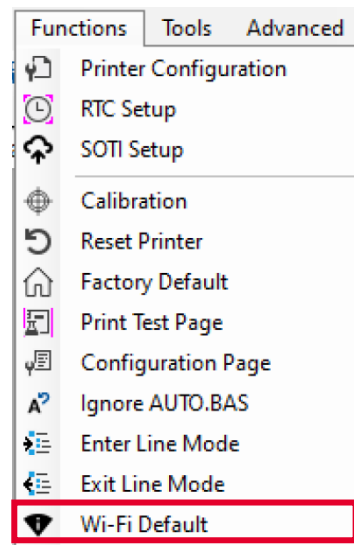 Functions Tools Advanced
Printer Configuration
RTC Setup
SOTI Setup
Calibration
Reset Printer
Factory Default
Print Test Page
Configuration Page
Ignore AUTO.BAS
Enter Line Mode
Exit Line Mode
Wi-Fi Default